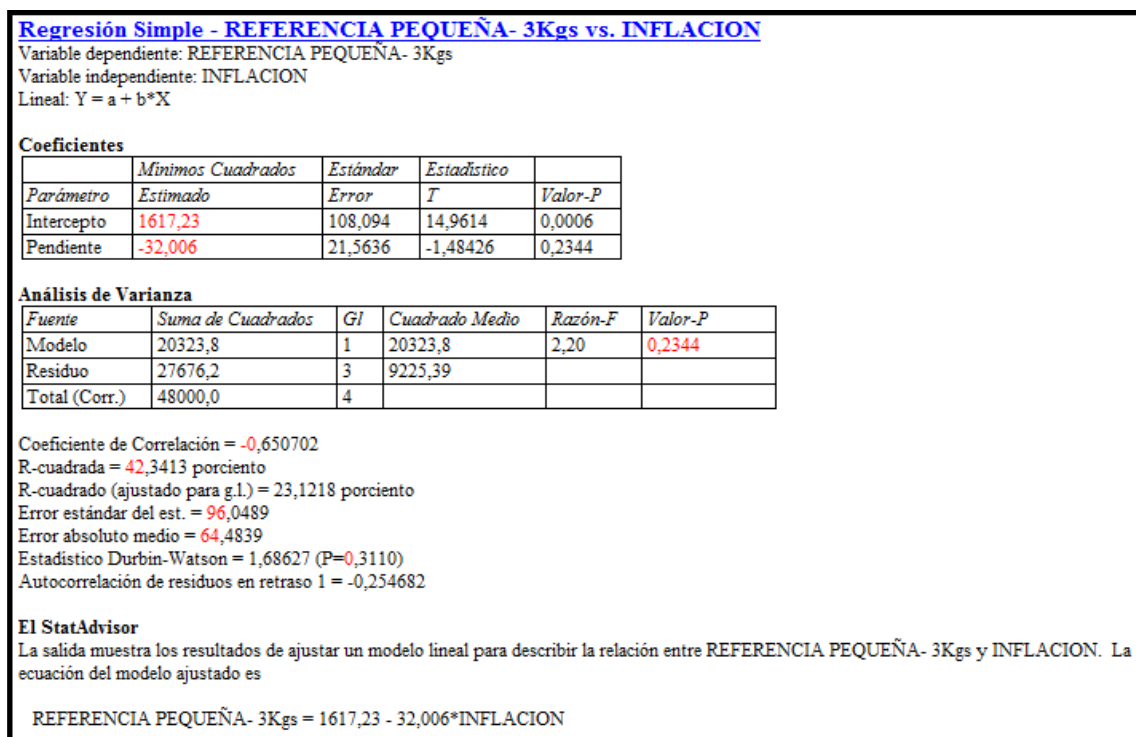 Regresión Simple - REFERENCIA PEQUEÑA- 3Kgs vs. INFLACION
Variable dependiente: REFERENCIA PEQUEÑA- 3Kgs
Variable independiente: INFLACION
Lineal: Y = a + b*X
Coeficientes
Mínimos Cuadrados Estándar Estadístico
Parámetro Estimado Error T Valor-P
Intercepto 1617,23 108,094 14,9614 0,0006
Pendiente -32,006 21,5636 -1,48426 0,2344
Análisis de Varianza
Fuente Suma de Cuadrados Gl Cuadrado Medio Razón-F Valor-P
Modelo 20323,8 1 20323,8 2,20 0,2344
Residuo 27676,2 3 9225,39
Total (Corr.) 48000,0 4
Coeficiente de Correlación = -0,650702
R-cuadrada = 42,3413 porciento
R-cuadrado (ajustado para g.l.) = 23,1218 porciento
Error estándar del est. = 96,0489
Error absoluto medio = 64,4839
Estadístico Durbin-Watson = 1,68627 (P=0,3110)
Autocorrelación de residuos en retraso 1 = -0,254682
El StatAdvisor
La salida muestra los resultados de ajustar un modelo lineal para describir la relación entre REFERENCIA PEQUEÑA- 3Kgs y INFLACION. La
ecuación del modelo ajustado es
REFERENCIA PEQUEÑA- 3Kgs = 1617,23 - 32,006*INFLACION